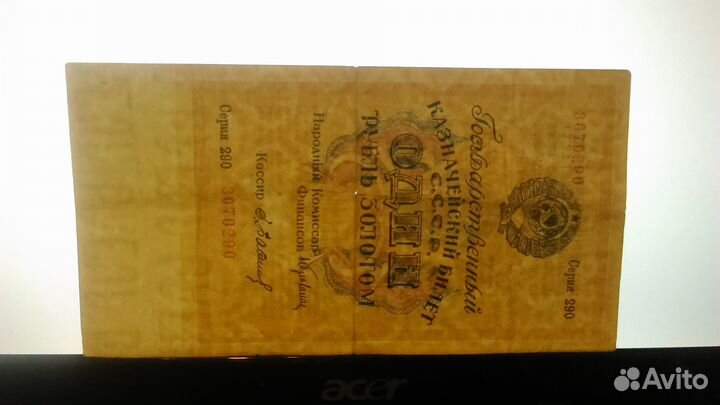 3070290
Государственный
КАЗНАЧЕЙСКИЙ БИЛЕТ
С.С.С.Р.
ОДИН
РУБЛЬ ЗОЛОТОМ
Серия 290
Народный Комиссар
Финансов
Кассир
Серия 290 3070290
acer
Avito